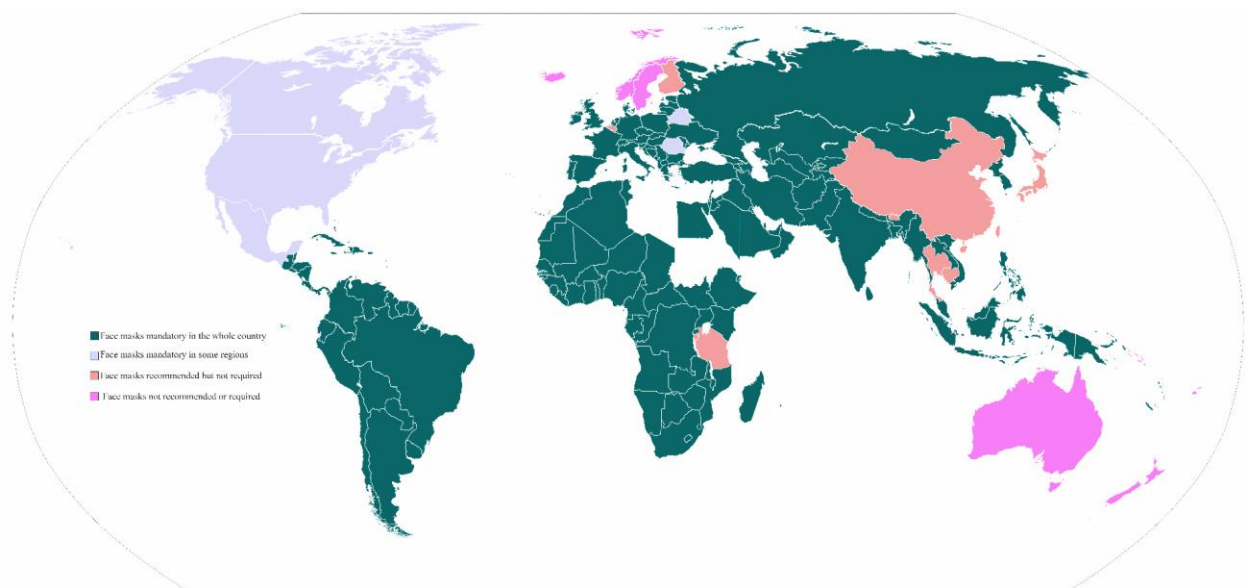 Face masks mandatory in the whole country
Face masks mandatory in some regions
Face masks recommended but not required
Face masks not recommended or required